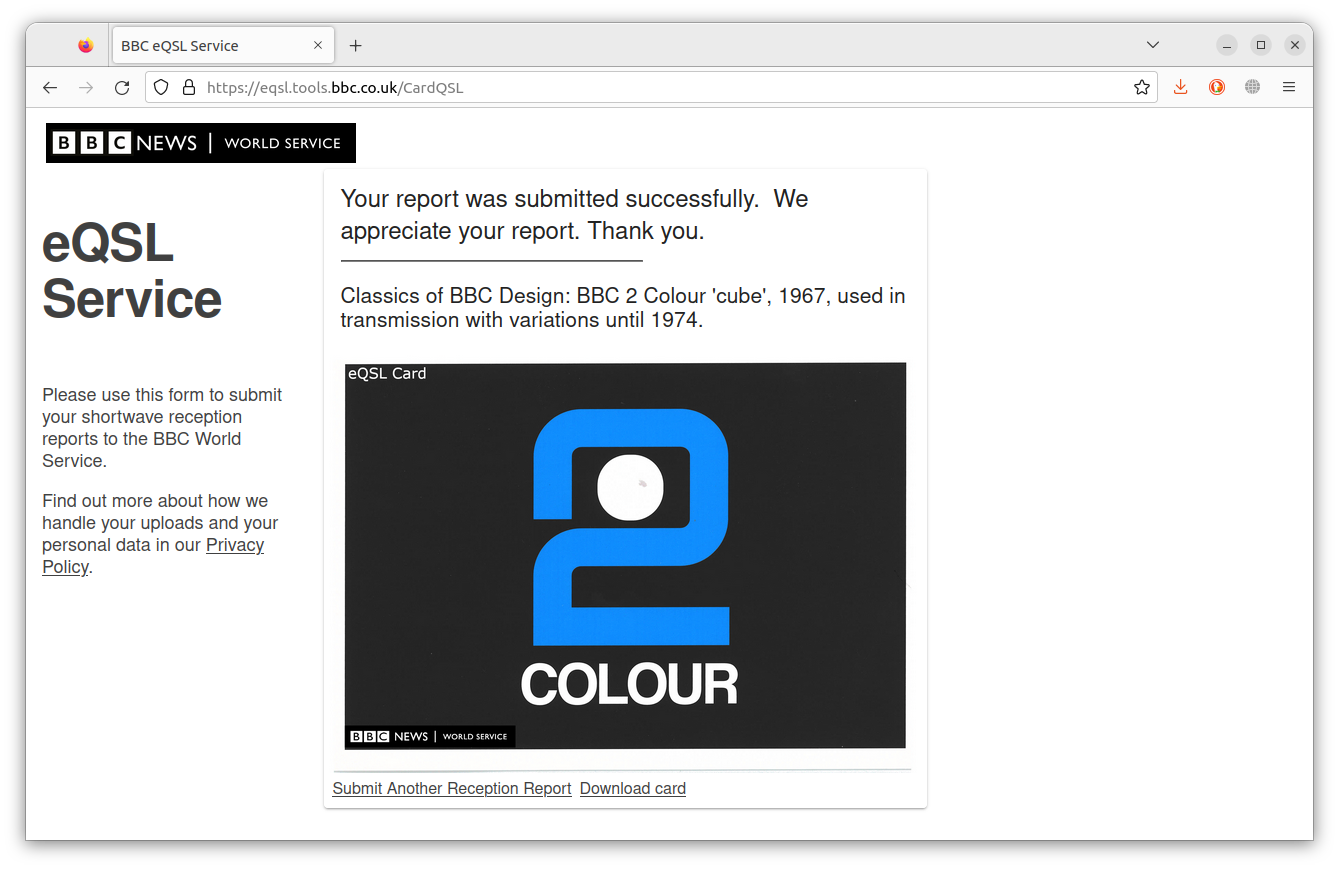 BBC eQSL Service
https://eqsl.tools.bbc.co.uk/CardQSL
BBC NEWS | WORLD SERVICE
eQSL
Service
Please use this form to submit
your shortwave reception
reports to the BBC World
Service.
Find out more about how we
handle your uploads and your
personal data in our Privacy
Policy.
Your report was submitted successfully.  We
appreciate your report. Thank you.
Classics of BBC Design: BBC 2 Colour 'cube', 1967, used in
transmission with variations until 1974.
eQSL Card
2
COLOUR
BBC NEWS | WORLD SERVICE
Submit Another Reception Report Download card